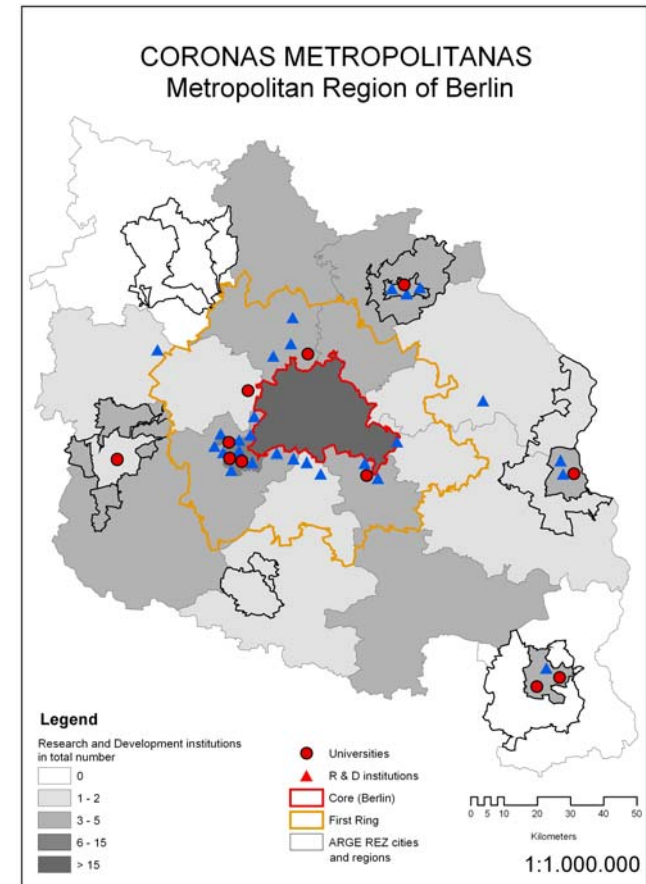 CORONAS METROPOLITANAS
Metropolitan Region of Berlin
Legend
Research and Development institutions
in total number
0
1 - 2
3 - 5
6 - 15
> 15
Universities
R & D institutions
Core (Berlin)
First Ring
ARGE REZ cities
and regions
0 5 10 20 30 40 50
Kilometers
1:1.000.000